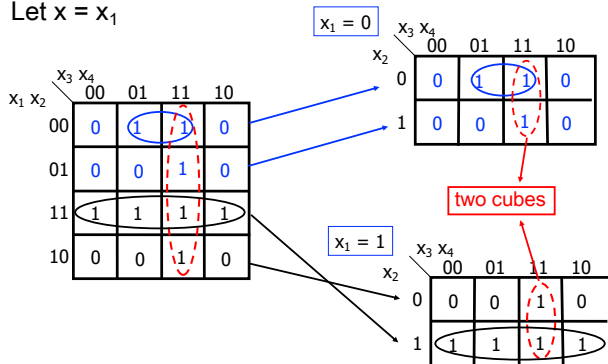 Let x = x₁
x₁ = 0
x₃ x₄
x₂ 00 01 11 10
0 0 1 1 0
1 0 0 1 0
x₃ x₄
x₁ x₂ 00 01 11 10
00 0 1 1 0
01 0 0 1 0
11 1 1 1 1
10 0 0 1 0
two cubes
x₁ = 1
x₃ x₄
x₂ 00 01 11 10
0 0 0 1 0
1 1 1 1 1